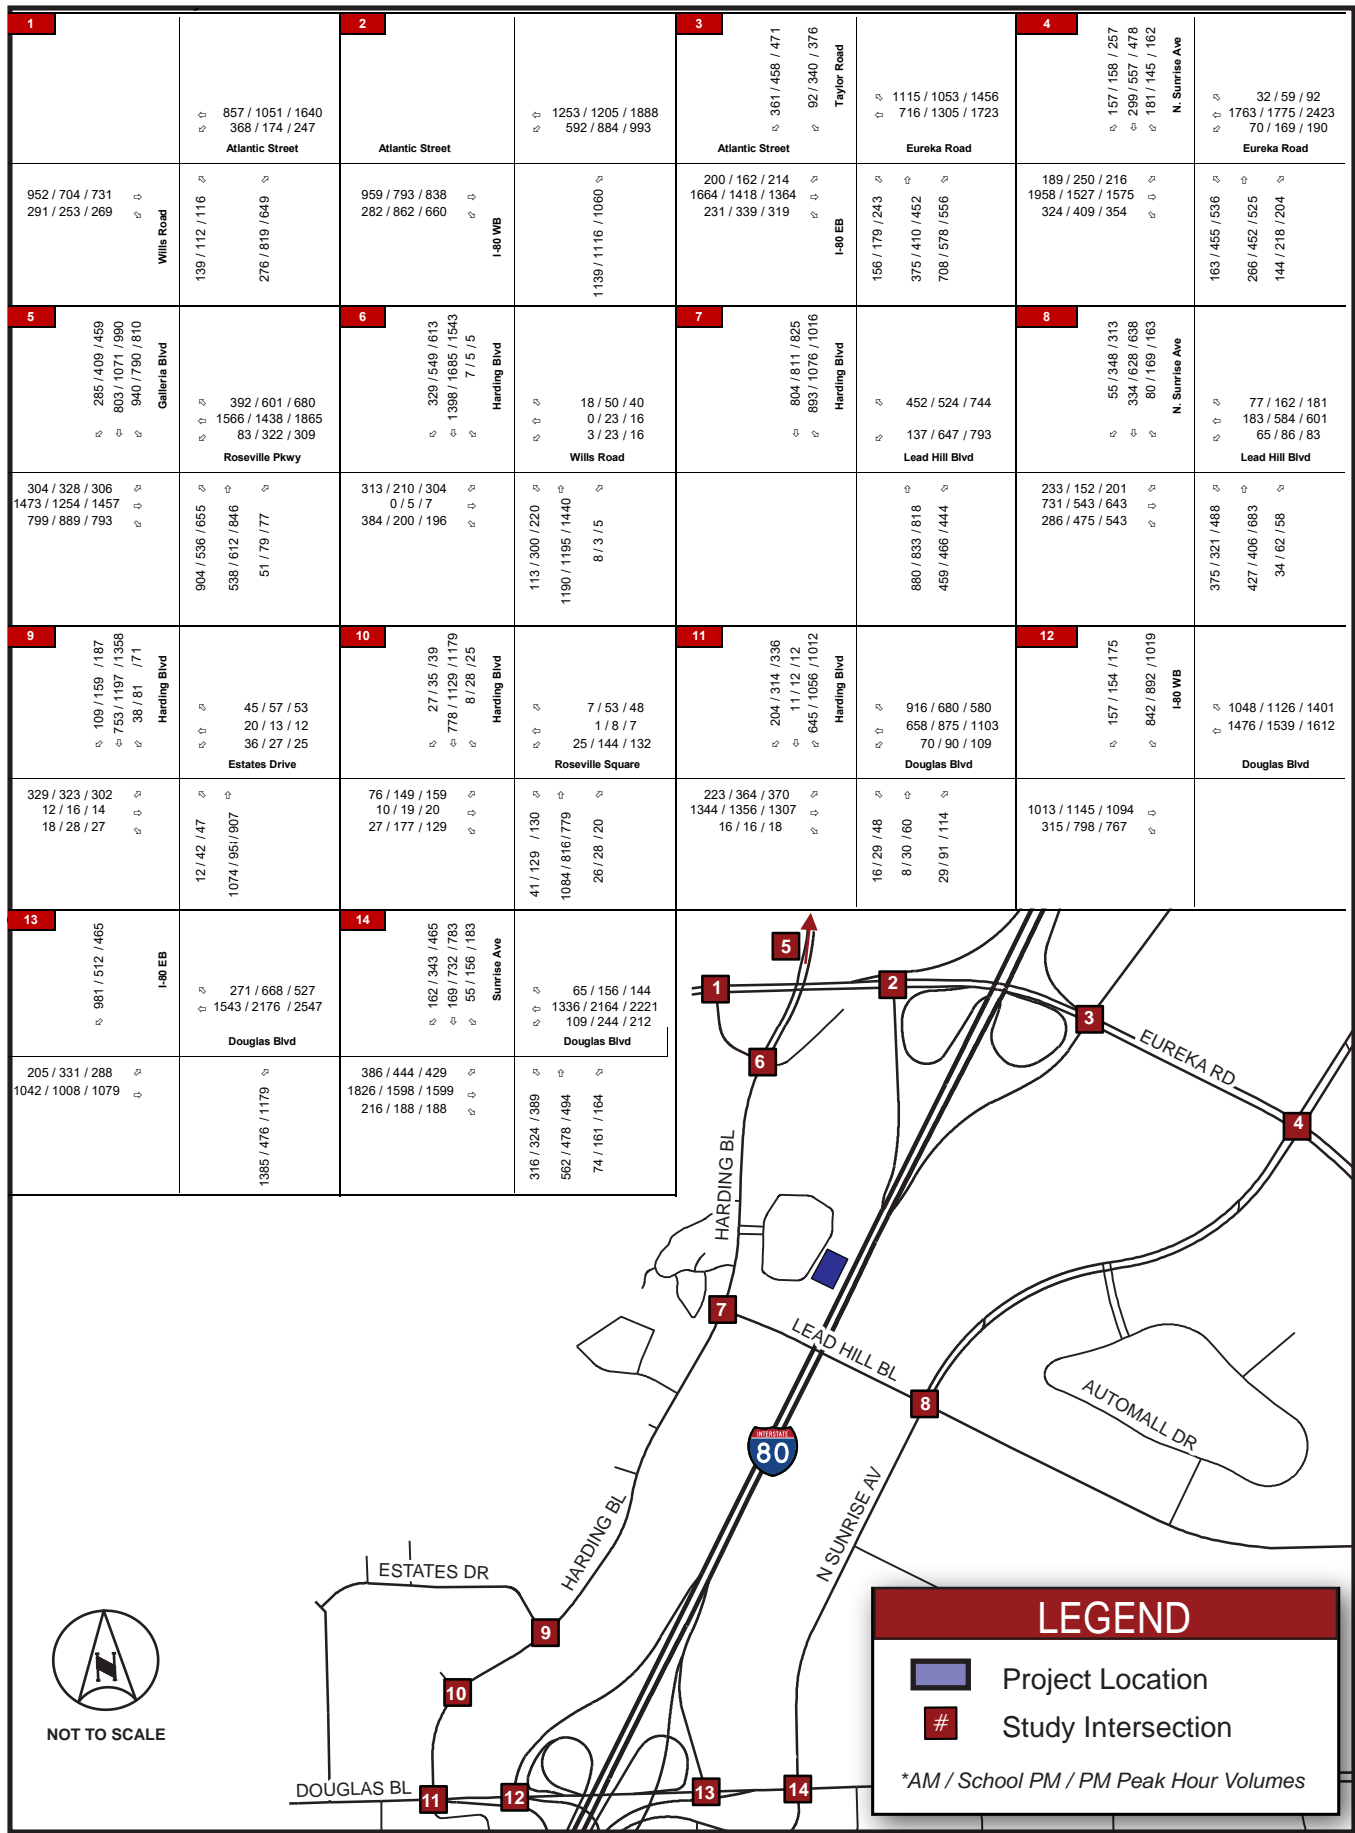 1
857 / 1051 / 1640
368 / 174 / 247
Atlantic Street
952 / 704 / 731
291 / 253 / 269
Wills Road
139 / 112 / 116
276 / 819 / 649
2
1253 / 1205 / 1888
592 / 884 / 993
Atlantic Street
959 / 793 / 838
282 / 862 / 660
I-80 WB
1139 / 1116 / 1060
3
361 / 458 / 471
92 / 340 / 376
Taylor Road
1115 / 1053 / 1456
716 / 1305 / 1723
Atlantic Street
Eureka Road
200 / 162 / 214
1664 / 1418 / 1364
231 / 339 / 319
I-80 EB
156 / 179 / 243
375 / 410 / 452
708 / 578 / 556
4
157 / 158 / 257
299 / 557 / 478
181 / 145 / 162
N. Sunrise Ave
32 / 59 / 92
1763 / 1775 / 2423
70 / 169 / 190
Eureka Road
189 / 250 / 216
1958 / 1527 / 1575
324 / 409 / 354
163 / 455 / 536
266 / 452 / 525
144 / 218 / 204
5
285 / 409 / 459
803 / 1071 / 990
940 / 790 / 810
Galleria Blvd
392 / 601 / 680
1566 / 1438 / 1865
83 / 322 / 309
Roseville Pkwy
304 / 328 / 306
1473 / 1254 / 1457
799 / 889 / 793
904 / 536 / 655
538 / 612 / 846
51 / 79 / 77
6
329 / 549 / 613
1398 / 1685 / 1543
7 / 5 / 5
Harding Blvd
18 / 50 / 40
0 / 23 / 16
3 / 23 / 16
Wills Road
313 / 210 / 304
0 / 5 / 7
384 / 200 / 196
113 / 300 / 220
1190 / 1195 / 1440
8 / 3 / 5
7
804 / 811 / 825
893 / 1076 / 1016
Harding Blvd
452 / 524 / 744
137 / 647 / 793
Lead Hill Blvd
880 / 833 / 818
459 / 466 / 444
8
55 / 348 / 313
334 / 628 / 638
80 / 169 / 163
N. Sunrise Ave
77 / 162 / 181
183 / 584 / 601
65 / 86 / 83
Lead Hill Blvd
233 / 152 / 201
731 / 543 / 643
286 / 475 / 543
375 / 321 / 488
427 / 406 / 683
34 / 62 / 58
9
109 / 159 / 187
753 / 1197 / 1358
38 / 81 / 71
Harding Blvd
45 / 57 / 53
20 / 13 / 12
36 / 27 / 25
Estates Drive
329 / 323 / 302
12 / 16 / 14
18 / 28 / 27
12 / 42 / 47
1074 / 907
10
27 / 35 / 39
778 / 1129 / 1179
8 / 28 / 25
Harding Blvd
7 / 53 / 48
1 / 8 / 7
25 / 144 / 132
Roseville Square
76 / 149 / 159
10 / 19 / 20
27 / 177 / 129
41 / 129 / 130
1084 / 816 / 779
26 / 28 / 20
11
204 / 314 / 336
11 / 12 / 12
645 / 1056 / 1012
Harding Blvd
916 / 680 / 580
658 / 875 / 1103
70 / 90 / 109
Douglas Blvd
223 / 364 / 370
1344 / 1356 / 1307
16 / 16 / 18
16 / 29 / 48
8 / 30 / 60
29 / 91 / 114
12
157 / 154 / 175
842 / 892 / 1019
I-80 WB
1048 / 1126 / 1401
1476 / 1539 / 1612
Douglas Blvd
1013 / 1145 / 1094
315 / 798 / 767
13
981 / 512 / 465
I-80 EB
271 / 668 / 527
1543 / 2176 / 2547
Douglas Blvd
205 / 331 / 288
1042 / 1008 / 1079
1385 / 476 / 1179
14
162 / 343 / 465
169 / 732 / 783
55 / 156 / 183
Sunrise Ave
65 / 156 / 144
1336 / 2164 / 2221
109 / 244 / 212
Douglas Blvd
386 / 444 / 429
1826 / 1598 / 1599
216 / 188 / 188
316 / 324 / 389
562 / 478 / 494
74 / 161 / 164
5
1
2
3
EUREKA RD
6
4
HARDING BL
7
LEAD HILL BL
8
AUTOMALL DR
INTERSTATE
80
N SUNRISE AV
HARDING BL
ESTATES DR
9
10
N
NOT TO SCALE
DOUGLAS BL
11
12
13
14
LEGEND
Project Location
# Study Intersection
*AM / School PM / PM Peak Hour Volumes